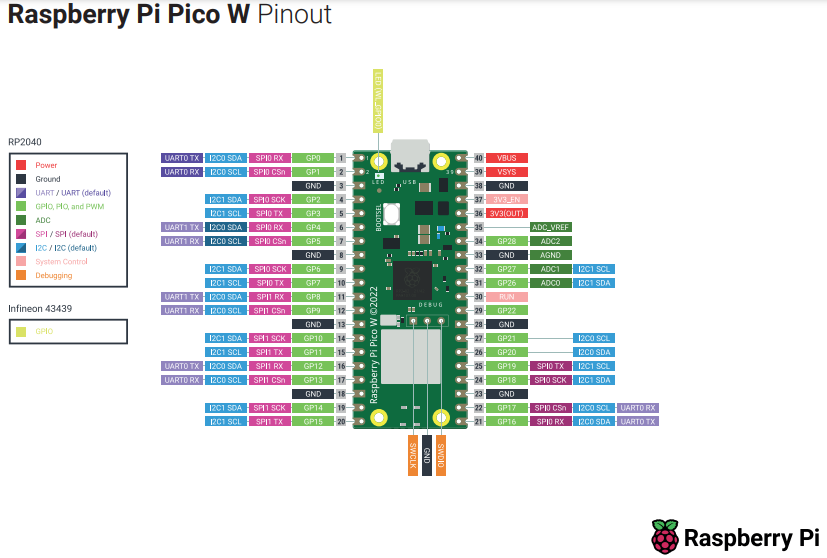 Raspberry Pi Pico W Pinout
LED (WL_GPIO0)
RP2040
Power
Ground
UART / UART (default)
GPIO, PIO, and PWM
ADC
SPI / SPI (default)
I2C / I2C (default)
System Control
Debugging
Infineon 43439
GPIO
UART0 TX I2C0 SDA SPI0 RX GP0 1
UART0 RX I2C0 SCL SPI0 CSn GP1 2
GND 3
I2C1 SDA SPI0 SCK GP2 4
I2C1 SCL SPI0 TX GP3 5
UART1 TX I2C0 SDA SPI0 RX GP4 6
UART1 RX I2C0 SCL SPI0 CSn GP5 7
GND 8
I2C1 SDA SPI0 SCK GP6 9
I2C1 SCL SPI0 TX GP7 10
UART1 TX I2C0 SDA SPI1 RX GP8 11
UART1 RX I2C0 SCL SPI1 CSn GP9 12
GND 13
I2C1 SDA SPI1 SCK GP10 14
I2C1 SCL SPI1 TX GP11 15
UART0 TX I2C0 SDA SPI1 RX GP12 16
UART0 RX I2C0 SCL SPI1 CSn GP13 17
GND 18
I2C1 SDA SPI1 SCK GP14 19
I2C1 SCL SPI1 TX GP15 20
1
2
39
LED
USB
BOOTSEL
DEBUG
Raspberry Pi Pico W ©2022
40 VBUS
39 VSYS
38 GND
37 3V3_EN
36 3V3(OUT)
35 ADC_VREF
34 GP28 ADC2
33 GND AGND
32 GP27 ADC1 I2C1 SCL
31 GP26 ADC0 I2C1 SDA
30 RUN
29 GP22
28 GND
27 GP21 I2C0 SCL
26 GP20 I2C0 SDA
25 GP19 SPI0 TX I2C1 SCL
24 GP18 SPI0 SCK I2C1 SDA
23 GND
22 GP17 SPI0 CSn I2C0 SCL UART0 RX
21 GP16 SPI0 RX I2C0 SDA UART0 TX
SWCLK
GND
SWDIO
Raspberry Pi